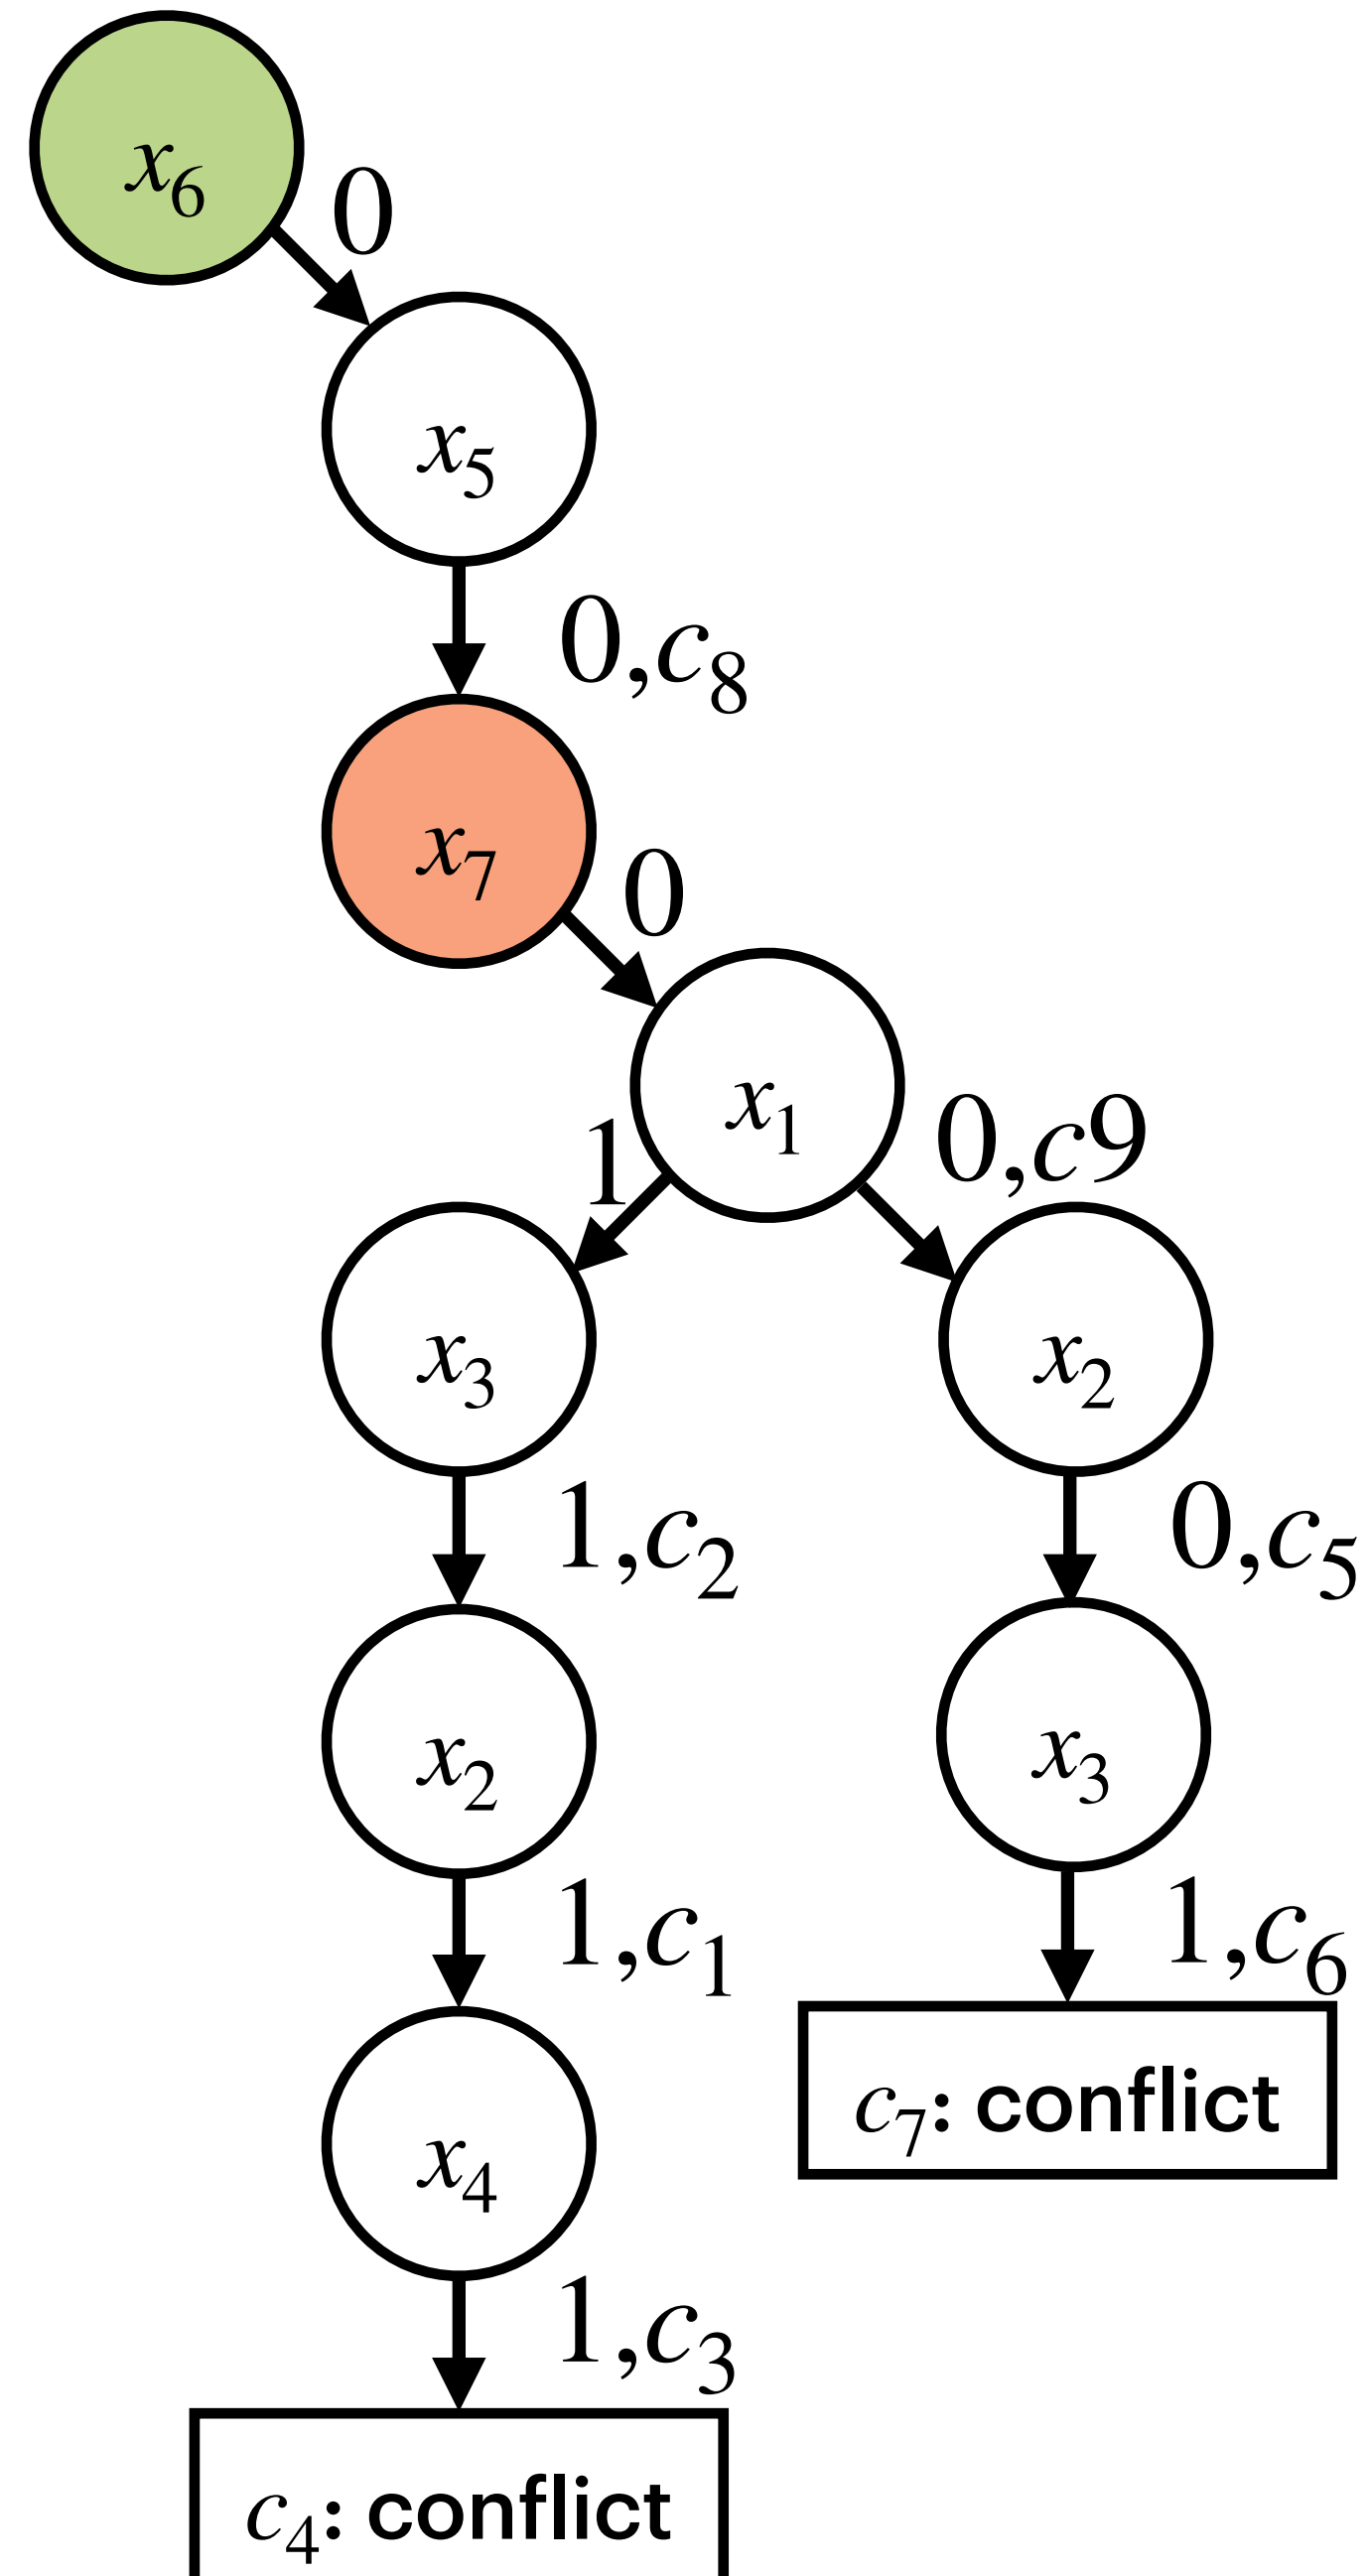 x6
0
x5
0,c8
x7
0
x1
1
0,c9
x3
x2
1,c2
0,c5
x2
x3
1,c1
1,c6
x4
c7: conflict
1,c3
c4: conflict